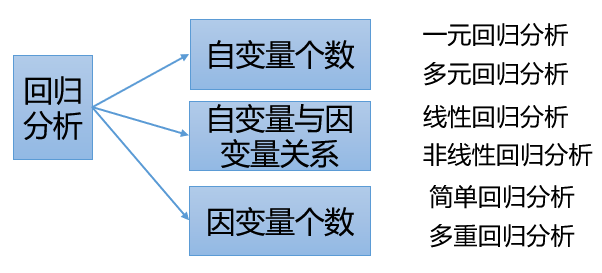 回归
分析
自变量个数
一元回归分析
多元回归分析
自变量与因
变量关系
线性回归分析
非线性回归分析
因变量个数
简单回归分析
多重回归分析